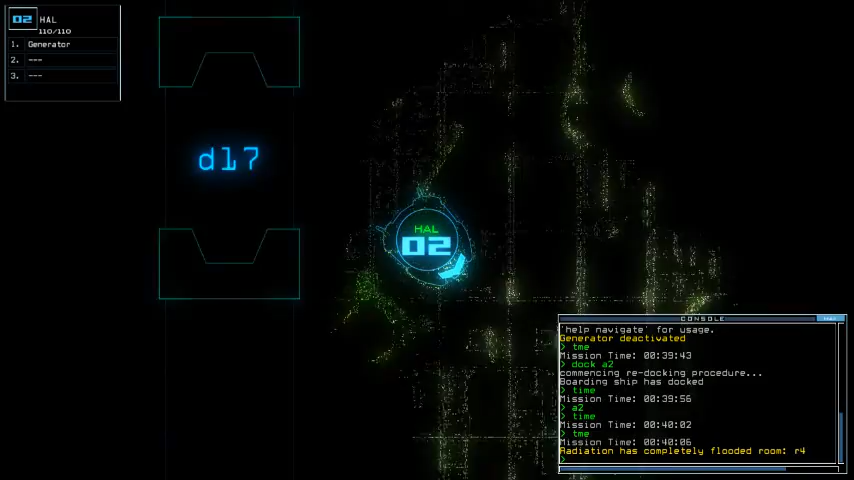 02 HAL
110/110
1. Generator
2. ---
3. ---
d17
HAL
02
CONSOLE
'help navigate' for usage.
Generator deactivated
> tme
Mission Time: 00:39:43
> dock a2
commencing re-docking procedure...
Boarding ship has docked
> time
Mission Time: 00:39:56
> a2
> time
Mission Time: 00:40:02
> tme
Mission Time: 00:40:06
Radiation has completely flooded room: r4
>